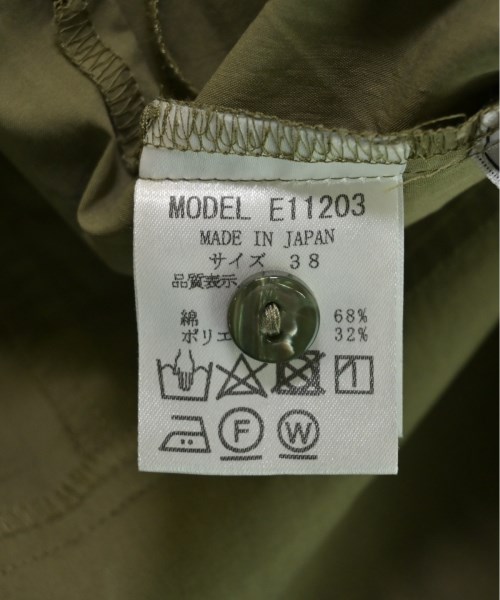 MODEL E11203
MADE IN JAPAN
サイズ 38
品質表示
綿 68%
ポリエ 32%
F W